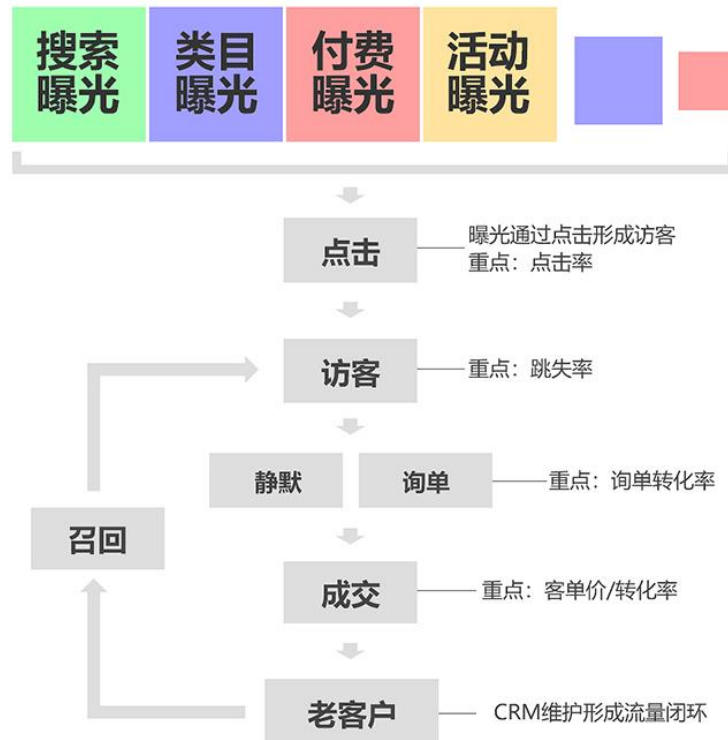 搜索
曝光
类目
曝光
付费
曝光
活动
曝光
点击
曝光通过点击形成访客
重点：点击率
访客
重点：跳失率
静默
询单
重点：询单转化率
召回
成交
重点：客单价/转化率
老客户
CRM维护形成流量闭环